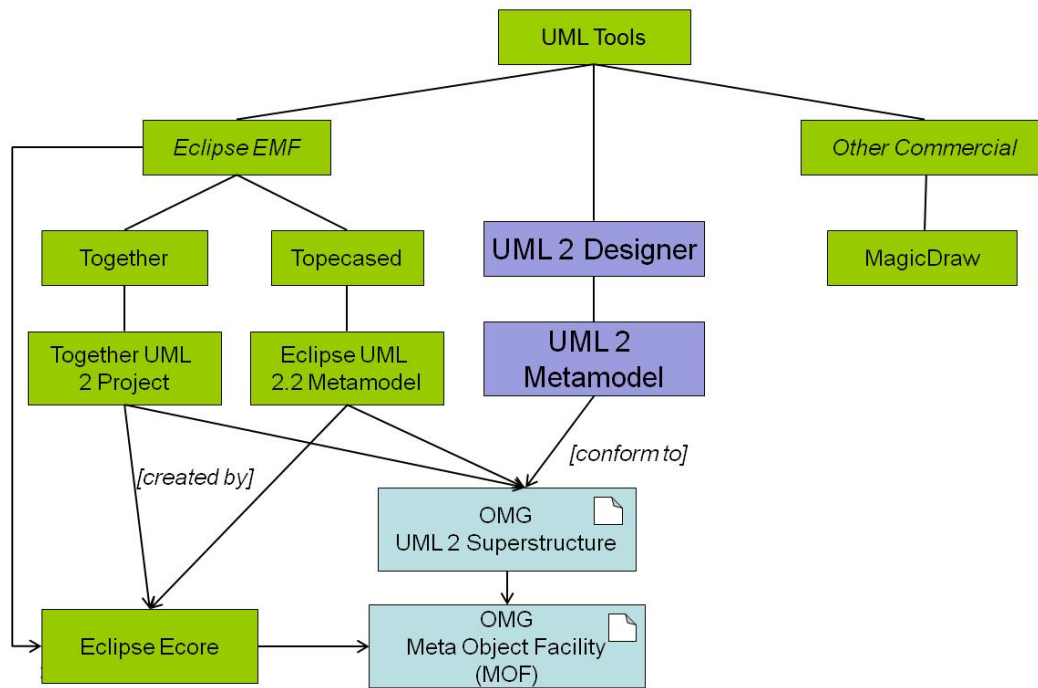 UML Tools
Eclipse EMF
Other Commercial
Together
Topecased
UML 2 Designer
MagicDraw
Together UML
2 Project
Eclipse UML
2.2 Metamodel
UML 2
Metamodel
[created by]
[conform to]
OMG
UML 2 Superstructure
Eclipse Ecore
OMG
Meta Object Facility
(MOF)